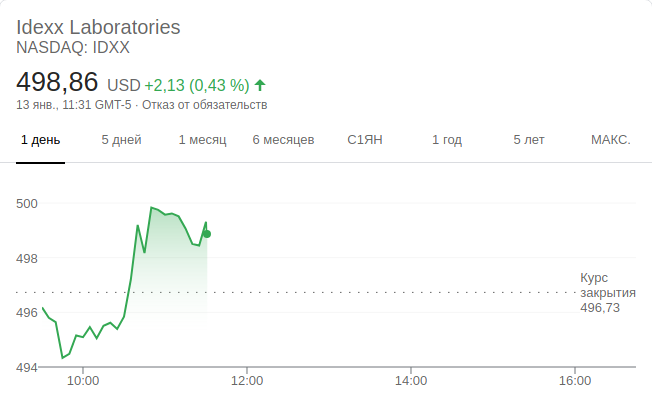 Idexx Laboratories
NASDAQ: IDXX
498,86 USD +2,13 (0,43 %)
13 янв., 11:31 GMT-5 · Отказ от обязательств
1 день 5 дней 1 месяц 6 месяцев С1ЯН 1 год 5 лет МАКС.
500
498
Курс
закрытия
496,73
496
494
10:00 12:00 14:00 16:00